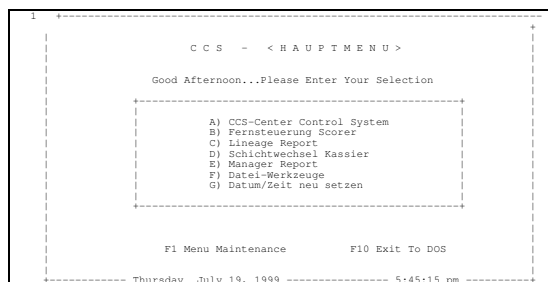 1
C C S - < H A U P T M E N U >
Good Afternoon...Please Enter Your Selection
A) CCS-Center Control System
B) Fernsteuerung Scorer
C) Lineage Report
D) Schichtwechsel Kassier
E) Manager Report
F) Datei-Werkzeuge
G) Datum/Zeit neu setzen
F1 Menu Maintenance F10 Exit To DOS
Thursday July 19, 1999 5:45:15 pm